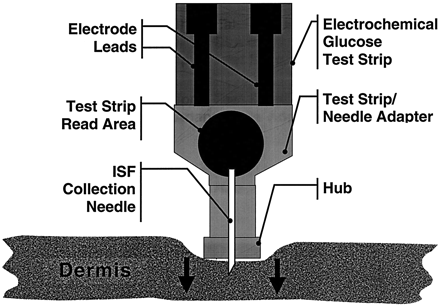 Electrode
Leads
Electrochemical
Glucose
Test Strip
Test Strip
Read Area
Test Strip/
Needle Adapter
ISF
Collection
Needle
Hub
Dermis